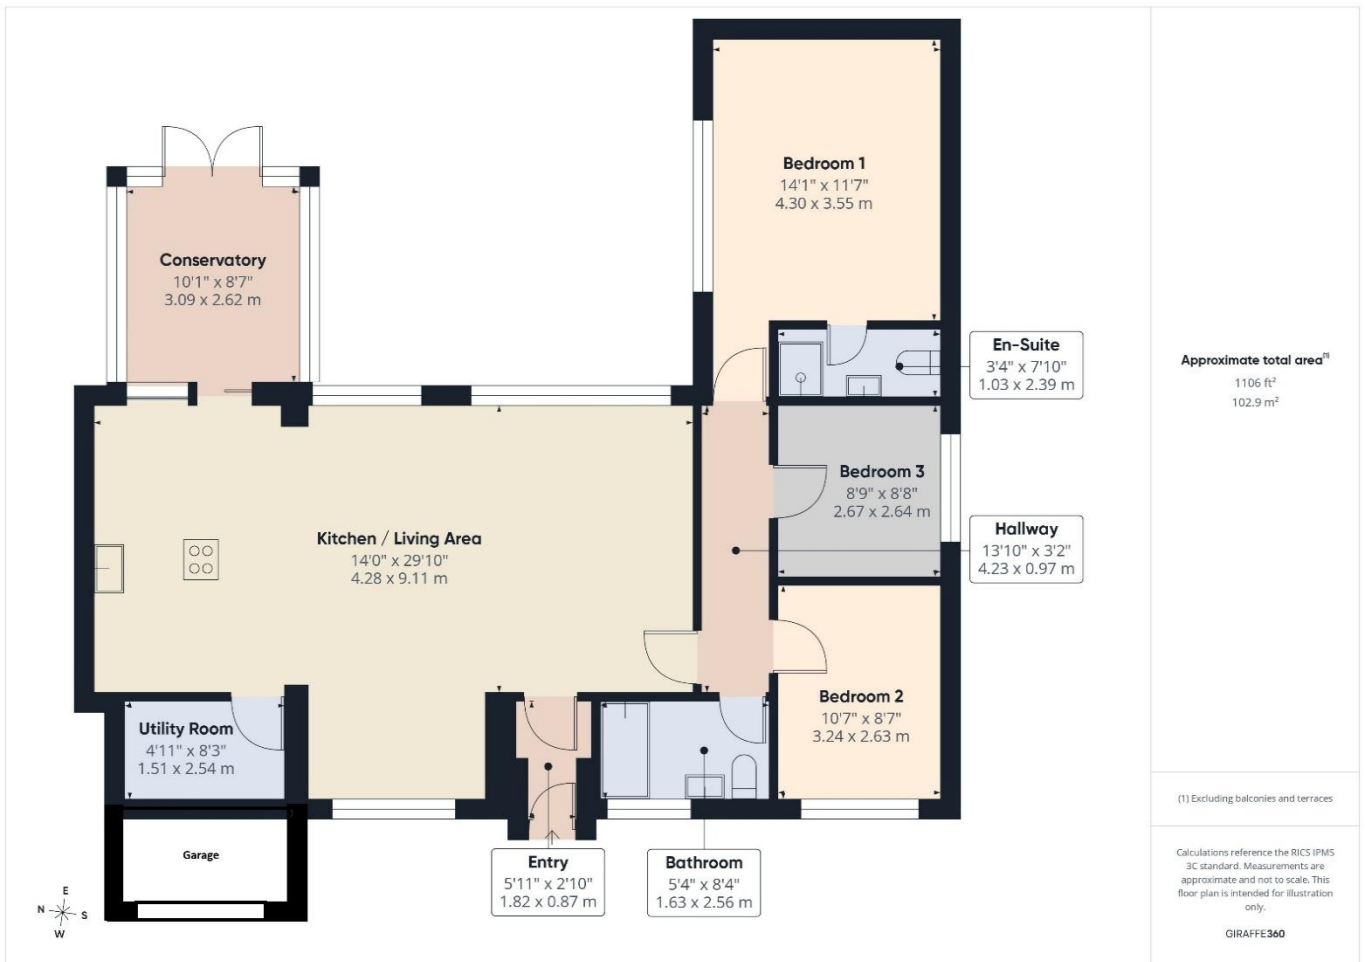 Bedroom 1
14'1" x 11'7"
4.30 x 3.55 m
Conservatory
10'1" x 8'7"
3.09 x 2.62 m
En-Suite
3'4" x 7'10"
1.03 x 2.39 m
Bedroom 3
8'9" x 8'8"
2.67 x 2.64 m
Hallway
13'10" x 3'2"
4.23 x 0.97 m
Kitchen / Living Area
14'0" x 29'10"
4.28 x 9.11 m
Bedroom 2
10'7" x 8'7"
3.24 x 2.63 m
Utility Room
4'11" x 8'3"
1.51 x 2.54 m
Garage
Entry
5'11" x 2'10"
1.82 x 0.87 m
Bathroom
5'4" x 8'4"
1.63 x 2.56 m
E
N
S
W
Approximate total area(1)
1106 ft²
102.9 m²
(1) Excluding balconies and terraces
Calculations reference the RICS IPMS
3C standard. Measurements are
approximate and not to scale. This
floor plan is intended for illustration
only.
GIRAFFE360